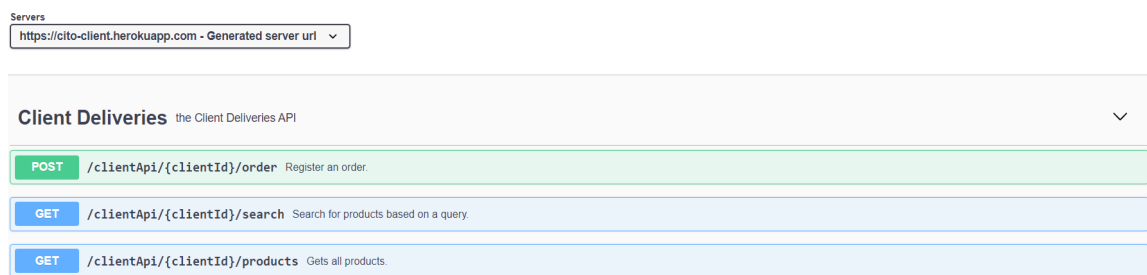 Servers
https://cito-client.herokuapp.com - Generated server url
Client Deliveries the Client Deliveries API
POST /clientApi/{clientId}/order Register an order.
GET /clientApi/{clientId}/search Search for products based on a query.
GET /clientApi/{clientId}/products Gets all products.